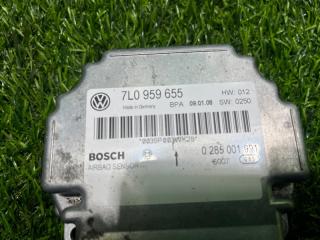 7L0 959 655
HW: 012
Made in Germany BPA 09.01.08 SW: 0250
BOSCH 0 285 001 921
AIRBAG SENSOR